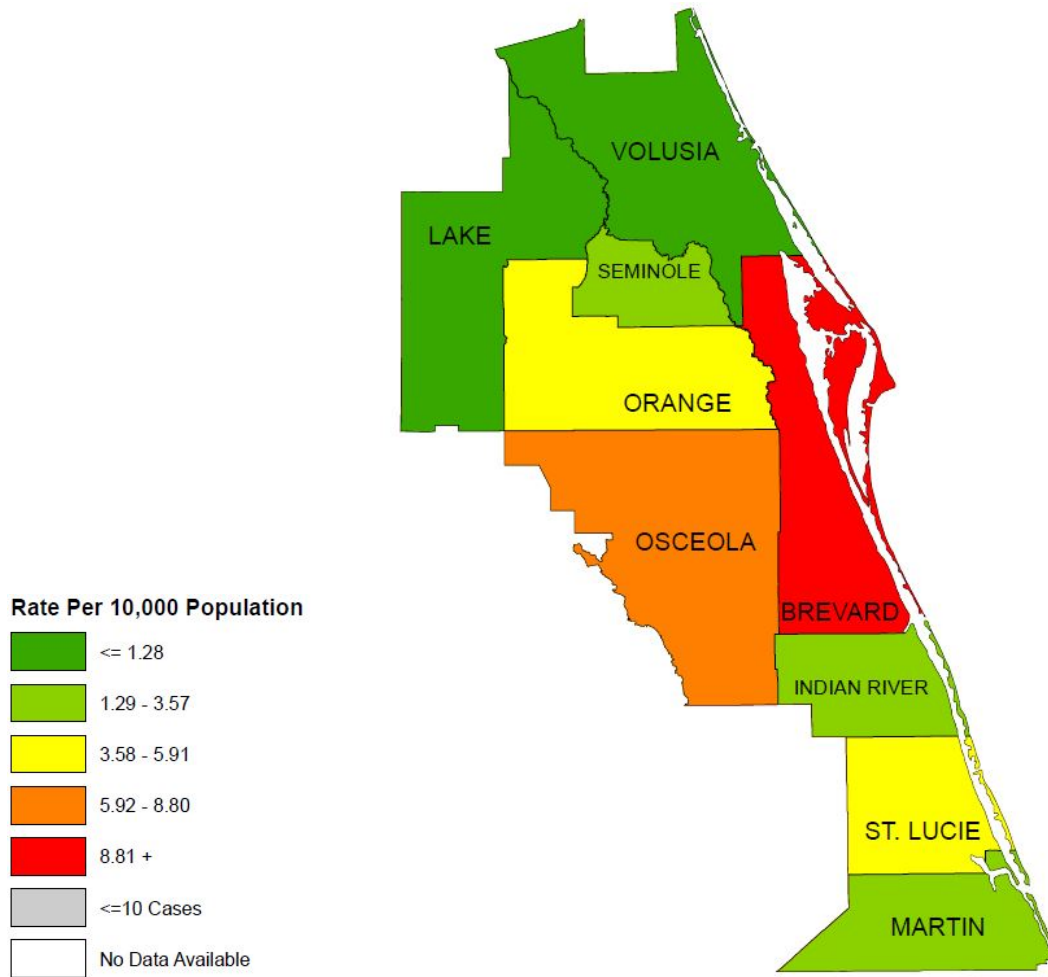 VOLUSIA
LAKE
SEMINOLE
ORANGE
OSCEOLA
BREVARD
INDIAN RIVER
ST. LUCIE
MARTIN
Rate Per 10,000 Population
<= 1.28
1.29 - 3.57
3.58 - 5.91
5.92 - 8.80
8.81 +
<=10 Cases
No Data Available